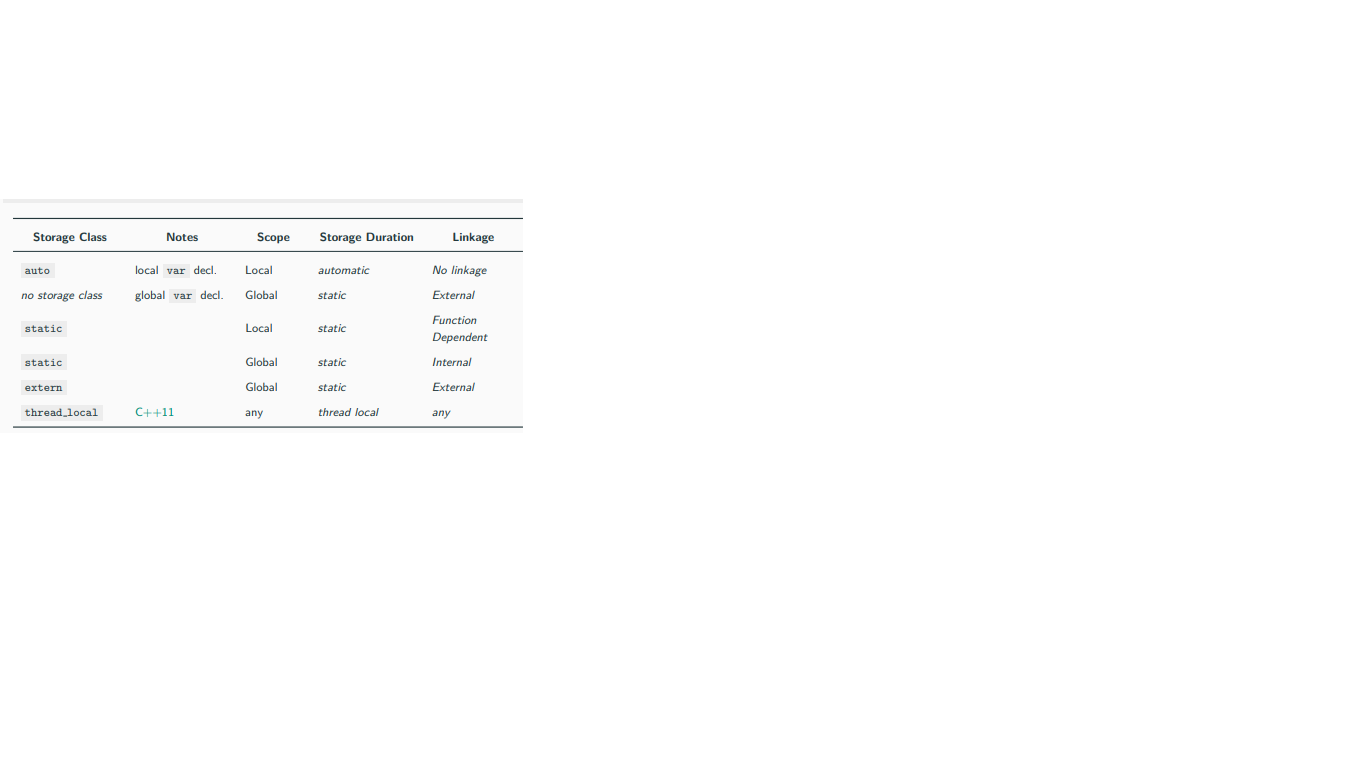 Storage Class Notes Scope Storage Duration Linkage
auto local var decl. Local automatic No linkage
no storage class global var decl. Global static External
static Local static Function Dependent
static Global static Internal
extern Global static External
thread_local C++11 any thread local any